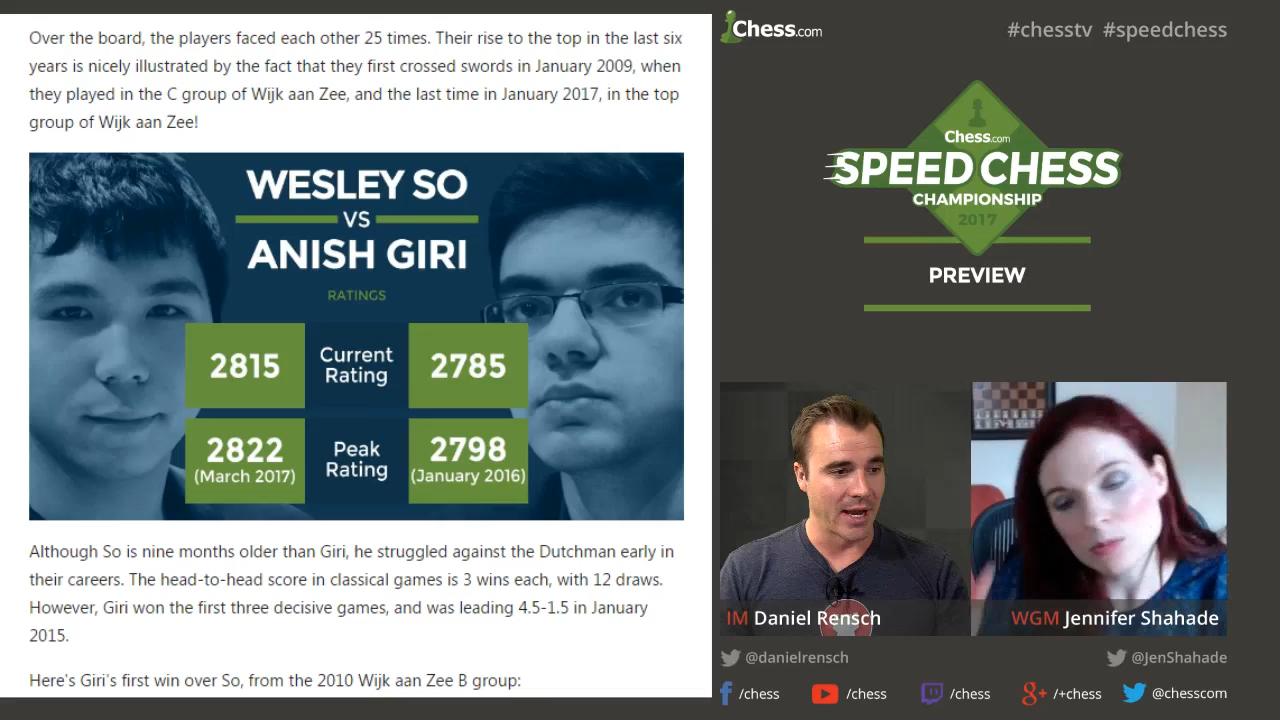 Over the board, the players faced each other 25 times. Their rise to the top in the last six
years is nicely illustrated by the fact that they first crossed swords in January 2009, when
they played in the C group of Wijk aan Zee, and the last time in January 2017, in the top
group of Wijk aan Zee!
WESLEY SO
VS
ANISH GIRI
RATINGS
2815
Current
Rating
2785
2822
(March 2017)
Peak
Rating
2798
(January 2016)
Although So is nine months older than Giri, he struggled against the Dutchman early in
their careers. The head-to-head score in classical games is 3 wins each, with 12 draws.
However, Giri won the first three decisive games, and was leading 4.5-1.5 in January
2015.
Here's Giri's first win over So, from the 2010 Wijk aan Zee B group:
Chess.com
#chesstv #speedchess
Chess.com
SPEED CHESS
CHAMPIONSHIP
2017
PREVIEW
IM Daniel Rensch
WGM Jennifer Shahade
@danielrensch
@JenShahade
/chess
/chess
/chess
/+chess
@chesscom